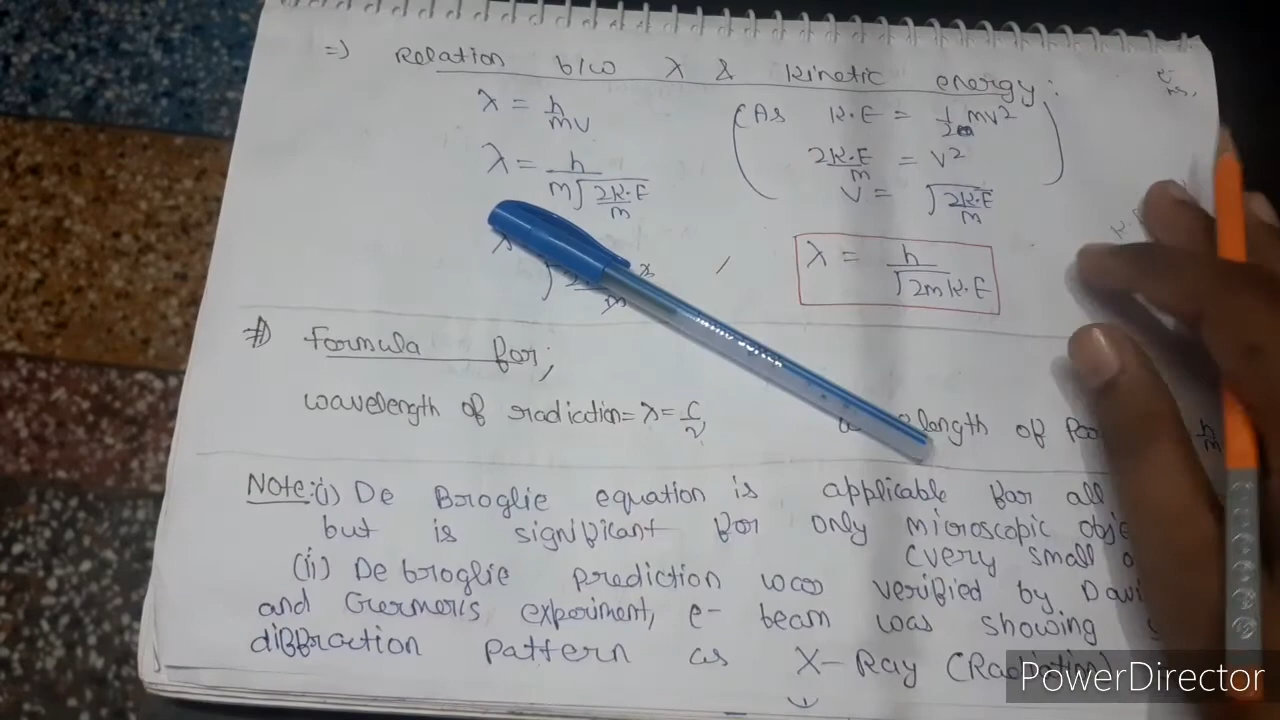 =) Relation b/w λ & Kinetic energy:
λ = h/mv
(As K.E = 1/2 mv²
2K.E/m = v²
v = √(2K.E/m))
λ = h/(m√(2K.E/m))
λ = h/√(2mK.E)
#) Formula for;
wavelength of radiation = λ = c/ν, length of
Note:(i) De Broglie equation is applicable for all
but is significant for only microscopic
(very small
(ii) De broglie prediction was verified by
and Germer's experiment, e- beam was showing
diffraction pattern as X-Ray (Radiation)
PowerDirector